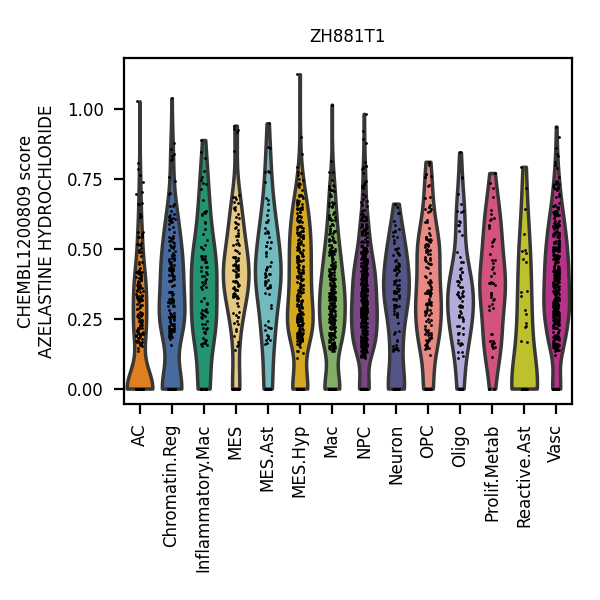 ZH881T1
CHEMBL1200809 score
AZELASTINE HYDROCHLORIDE
1.00
0.75
0.50
0.25
0.00
AC
Chromatin.Reg
Inflammatory.Mac
MES
MES.Ast
MES.Hyp
Mac
NPC
Neuron
OPC
Oligo
Prolif.Metab
Reactive.Ast
Vasc